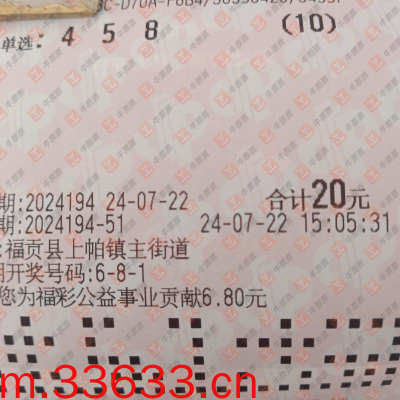 单选: 4 5 8 (10)
期:2024194 24-07-22 合计20元
期:2024194-51 24-07-22 15:05:31
:福贡县上帕镇主街道
期开奖号码:6-8-1
您为福彩公益事业贡献6.80元
m.33633.cn